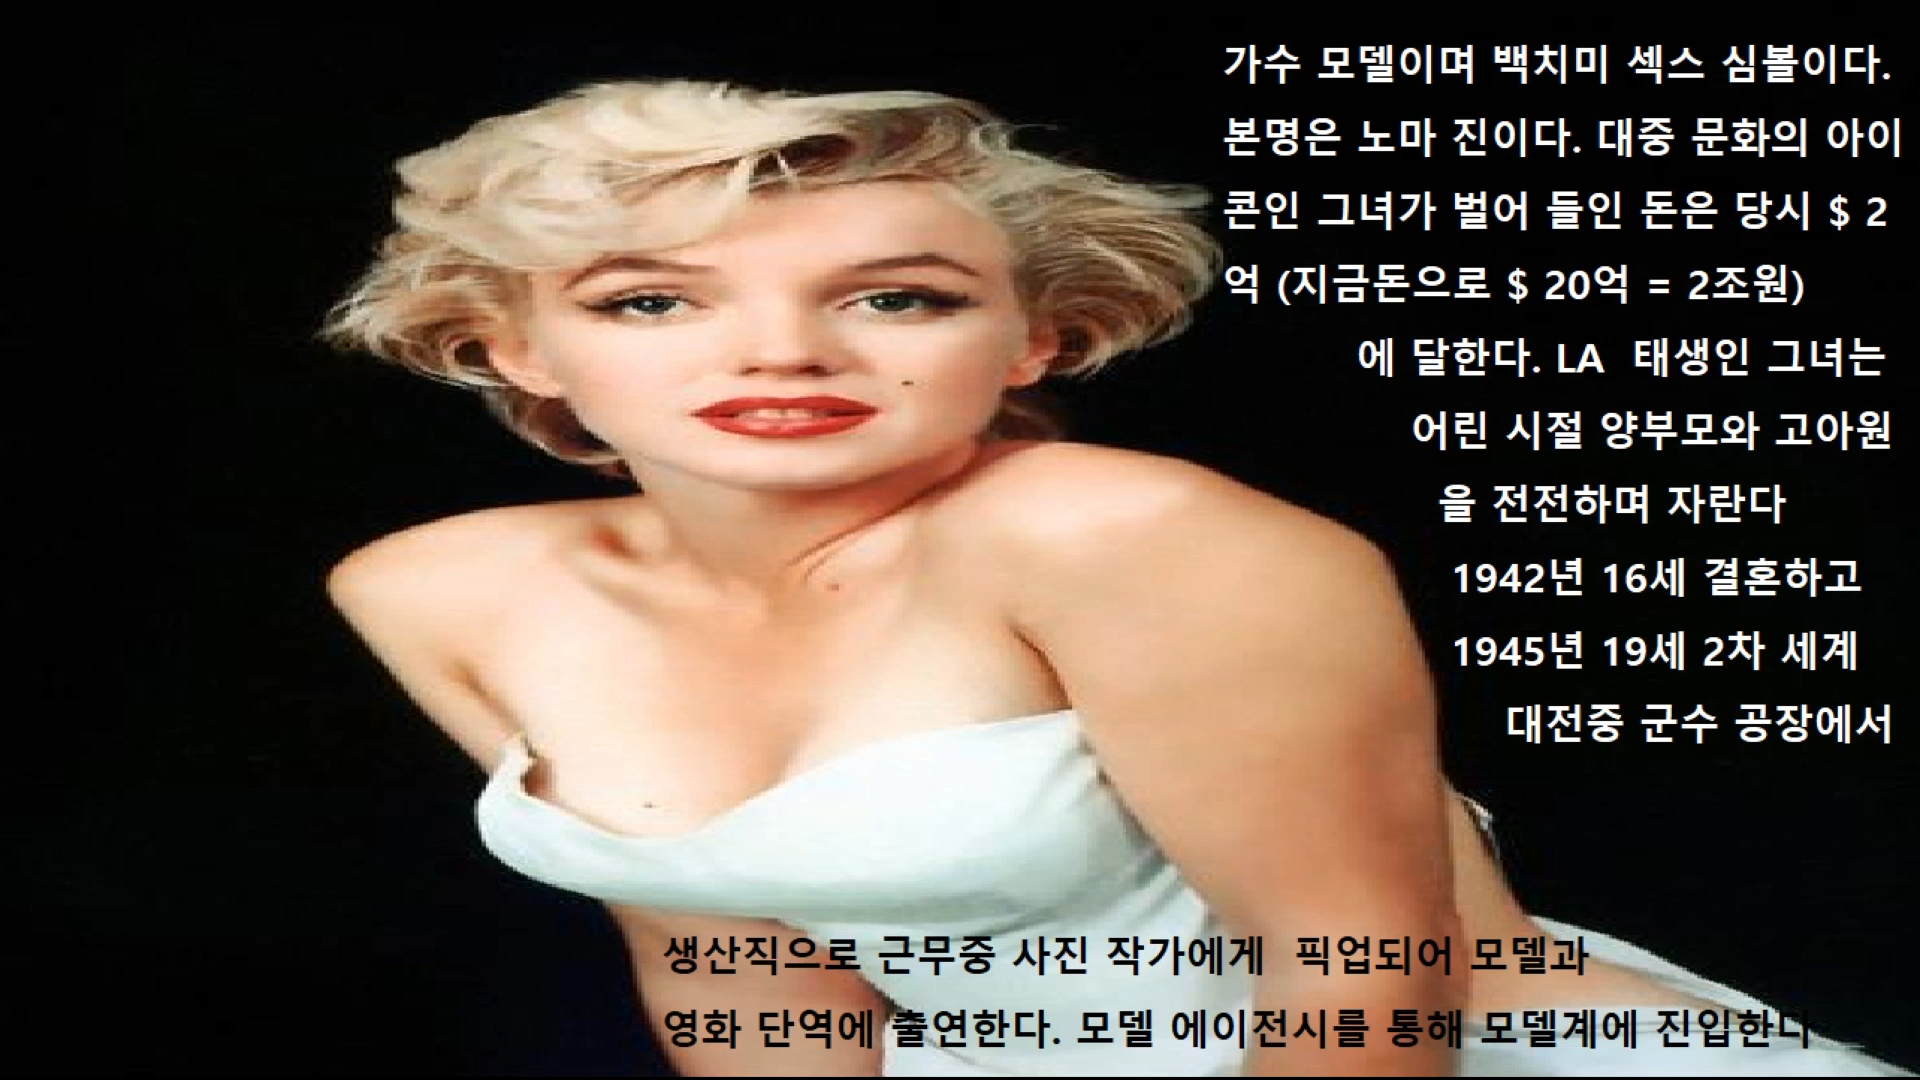 가수 모델이며 백치미 섹스 심볼이다.
본명은 노마 진이다. 대중 문화의 아이
콘인 그녀가 벌어 들인 돈은 당시 $ 2
억 (지금돈으로 $ 20억 = 2조원)
에 달한다. LA 태생인 그녀는
어린 시절 양부모와 고아원
을 전전하며 자란다
1942년 16세 결혼하고
1945년 19세 2차 세계
대전중 군수 공장에서
생산직으로 근무중 사진 작가에게 픽업되어 모델과
영화 단역에 출연한다. 모델 에이전시를 통해 모델계에 진입한다